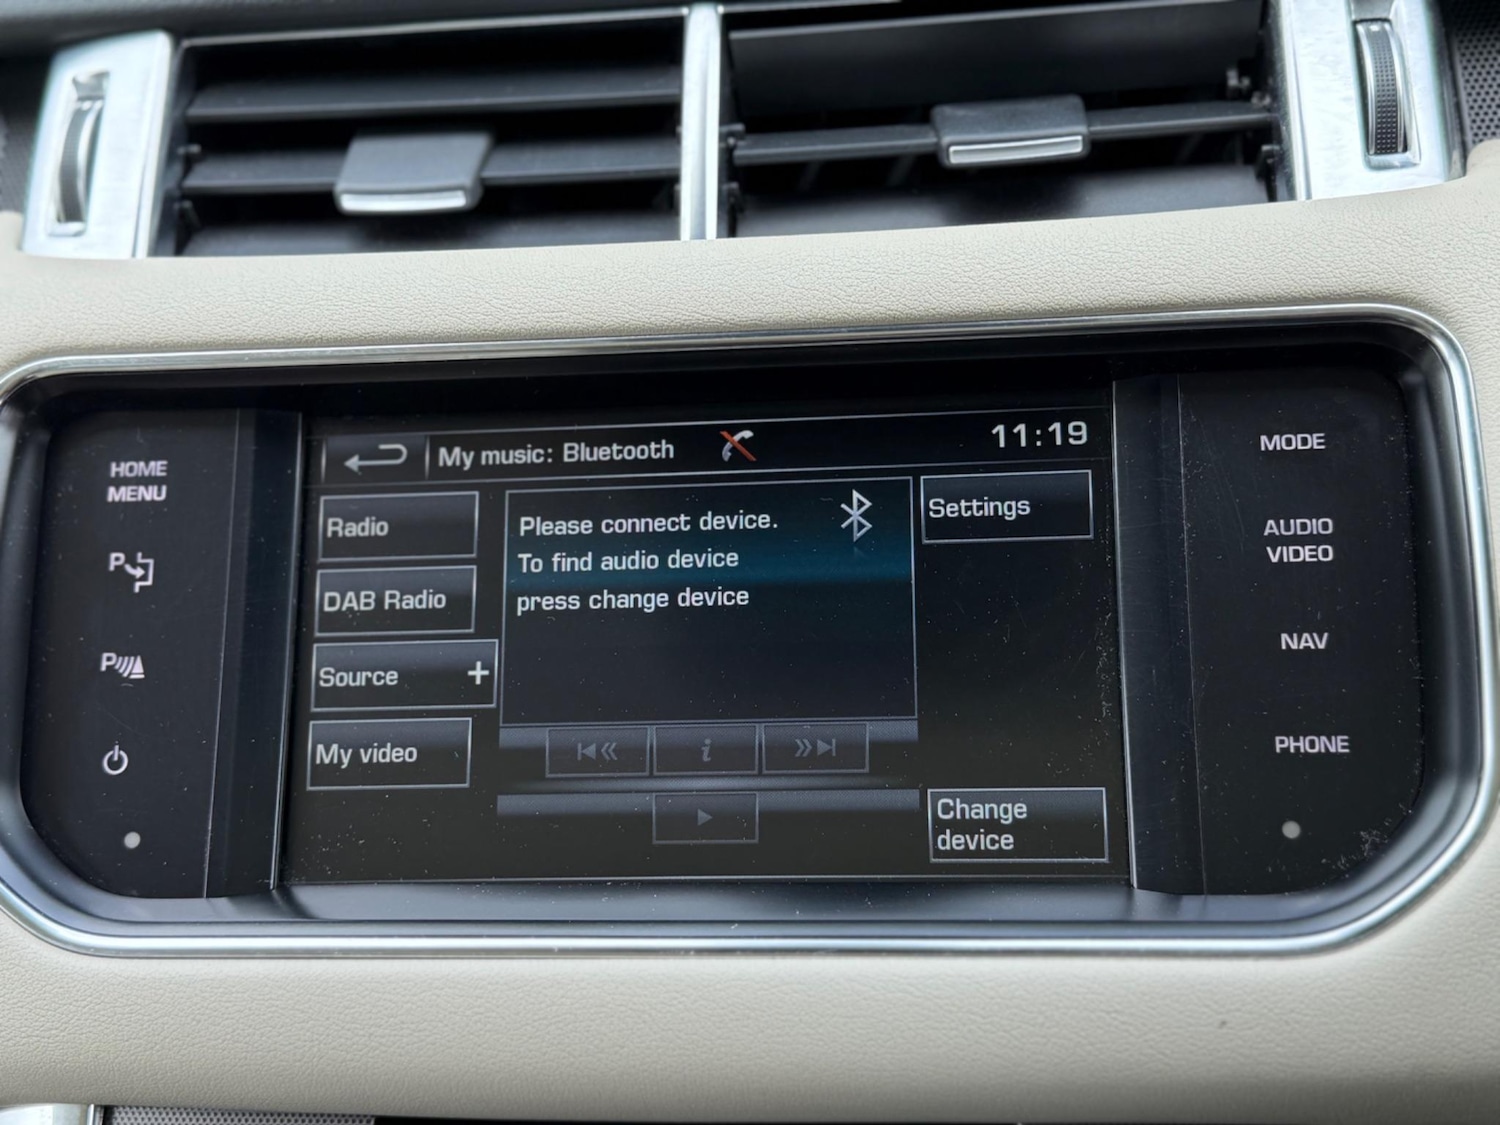 HOME
MENU
P
P
My music: Bluetooth
11:19
Radio
DAB Radio
Source +
My video
Please connect device.
To find audio device
press change device
i
Settings
Change
device
MODE
AUDIO
VIDEO
NAV
PHONE